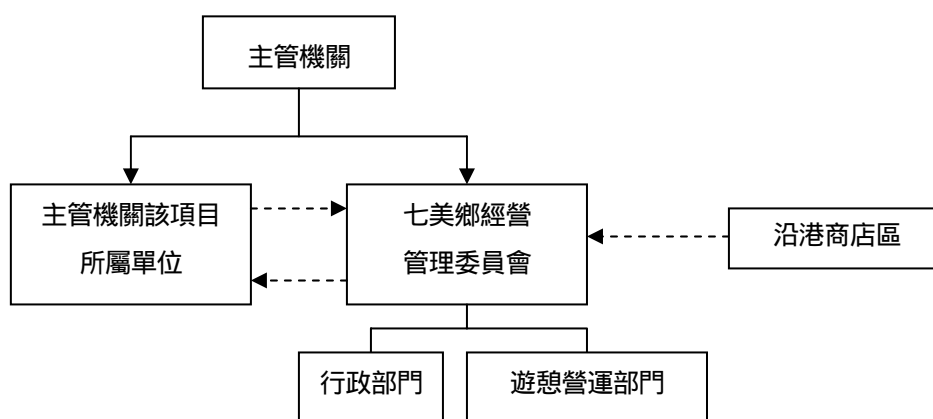 主管機關
主管機關該項目
所屬單位
七美鄉經營
管理委員會
沿港商店區
行政部門
遊憩營運部門